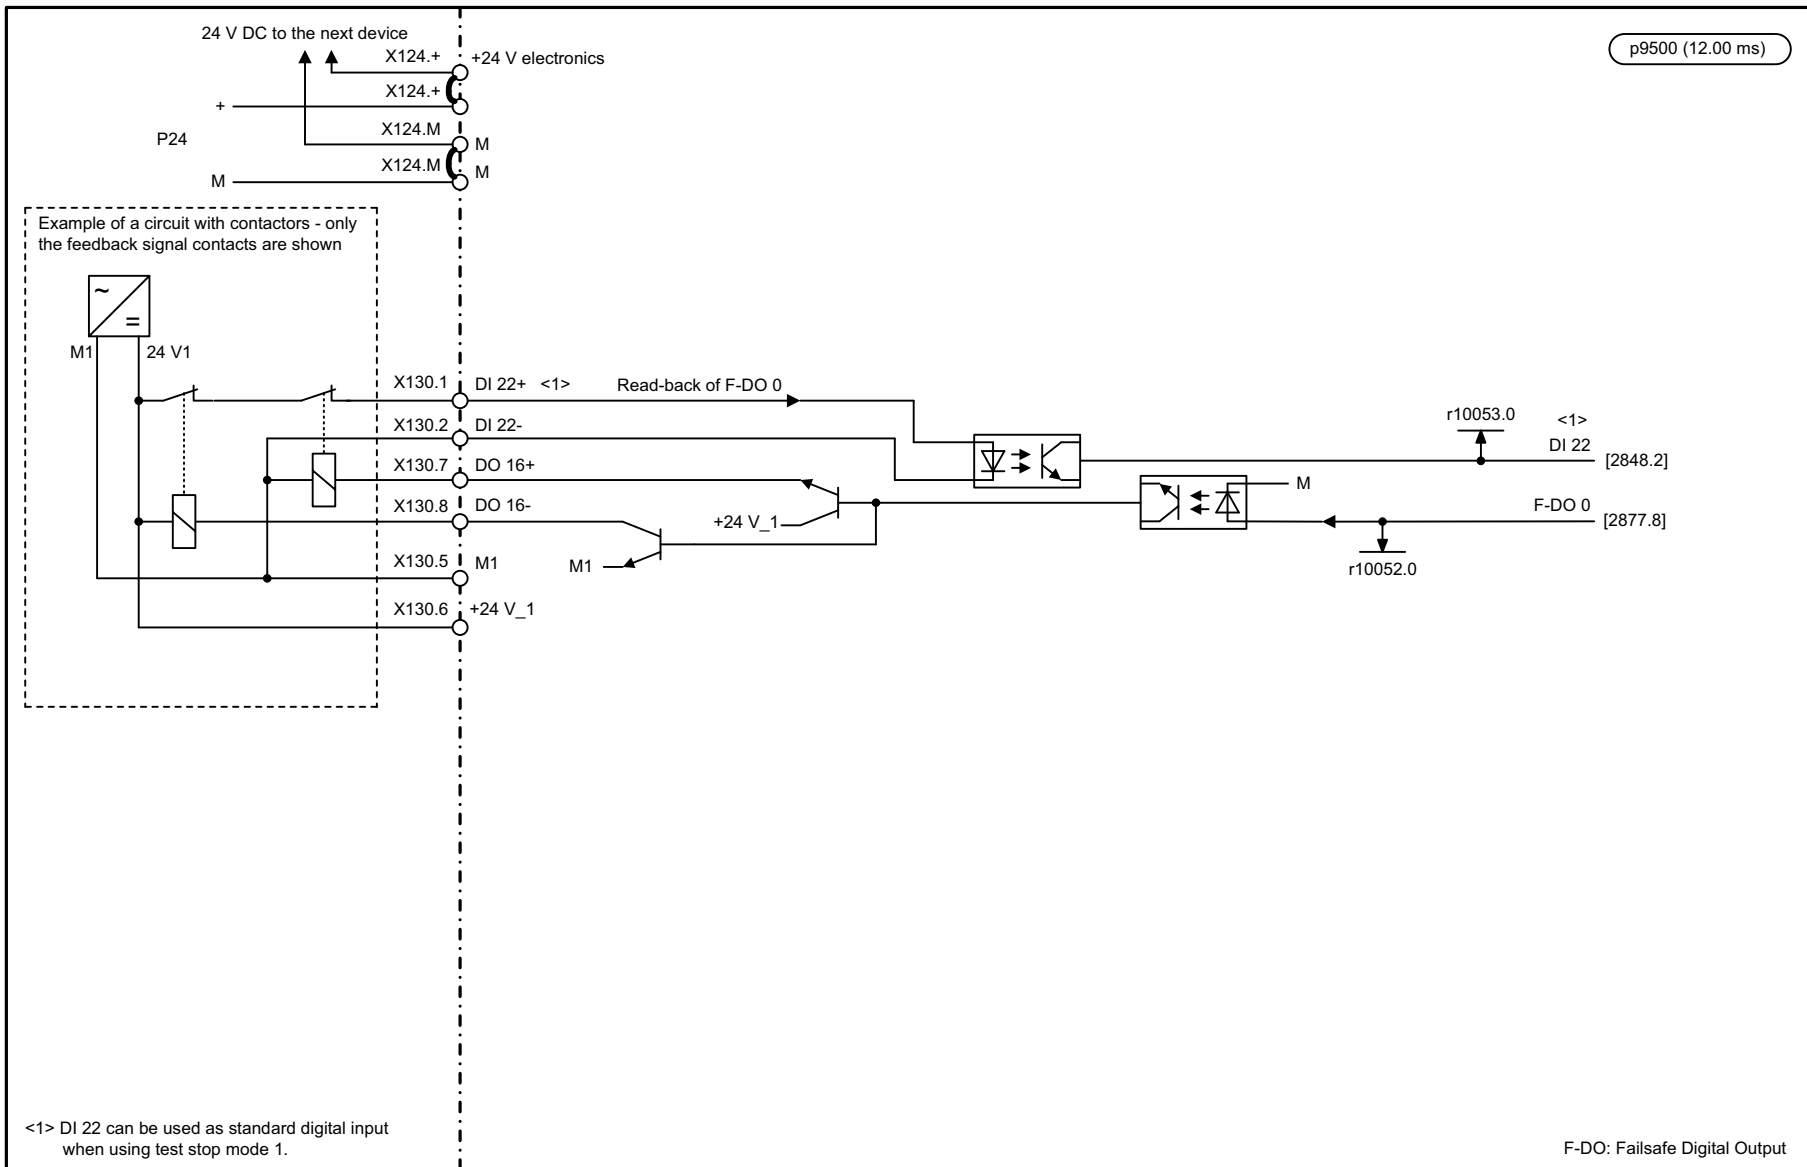 24 V DC to the next device
p9500 (12.00 ms)
X124.+
+24 V electronics
X124.+
+
X124.M
P24
M
X124.M
M
M
Example of a circuit with contactors - only
the feedback signal contacts are shown
~
=
M1
24 V1
X130.1
DI 22+
<1>
Read-back of F-DO 0
X130.2
DI 22-
r10053.0
<1>
DI 22
[2848.2]
X130.7
DO 16+
M
X130.8
DO 16-
+24 V_1
F-DO 0
[2877.8]
X130.5
M1
M1
r10052.0
X130.6
+24 V_1
<1> DI 22 can be used as standard digital input
when using test stop mode 1.
F-DO: Failsafe Digital Output